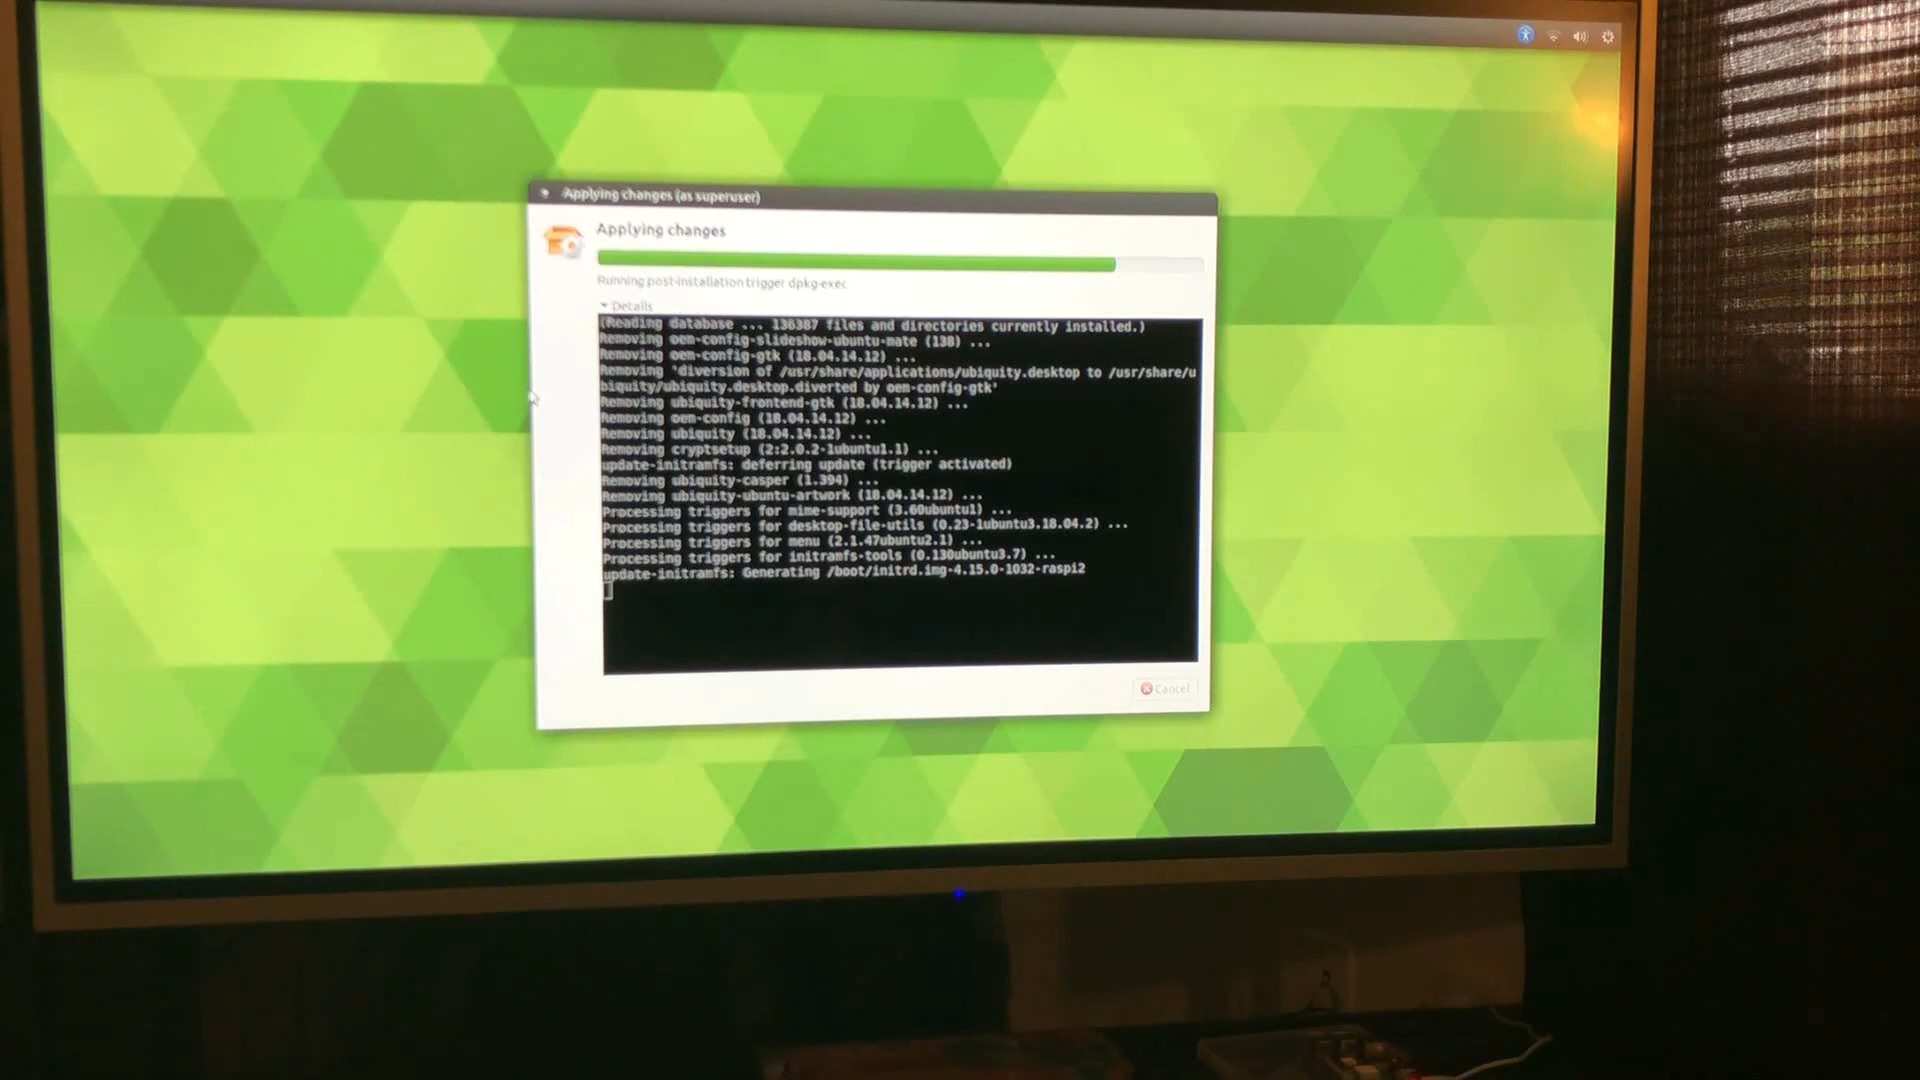 Applying changes (as superuser)
Applying changes
Running post-installation trigger dpkg-exec
Details
(Reading database ... 136387 files and directories currently installed.)
Removing oem-config-slideshow-ubuntu-mate (138) ...
Removing oem-config-gtk (18.04.14.12) ...
Removing 'diversion of /usr/share/applications/ubiquity.desktop to /usr/share/u
biquity/ubiquity.desktop.diverted by oem-config-gtk'
Removing ubiquity-frontend-gtk (18.04.14.12) ...
Removing oem-config (18.04.14.12) ...
Removing ubiquity (18.04.14.12) ...
Removing cryptsetup (2:2.0.2-1ubuntu1.1) ...
update-initramfs: deferring update (trigger activated)
Removing ubiquity-casper (1.394) ...
Removing ubiquity-ubuntu-artwork (18.04.14.12) ...
Processing triggers for mime-support (3.60ubuntu1) ...
Processing triggers for desktop-file-utils (0.23-1ubuntu3.18.04.2) ...
Processing triggers for menu (2.1.47ubuntu2.1) ...
Processing triggers for initramfs-tools (0.130ubuntu3.7) ...
update-initramfs: Generating /boot/initrd.img-4.15.0-1032-raspi2
Cancel